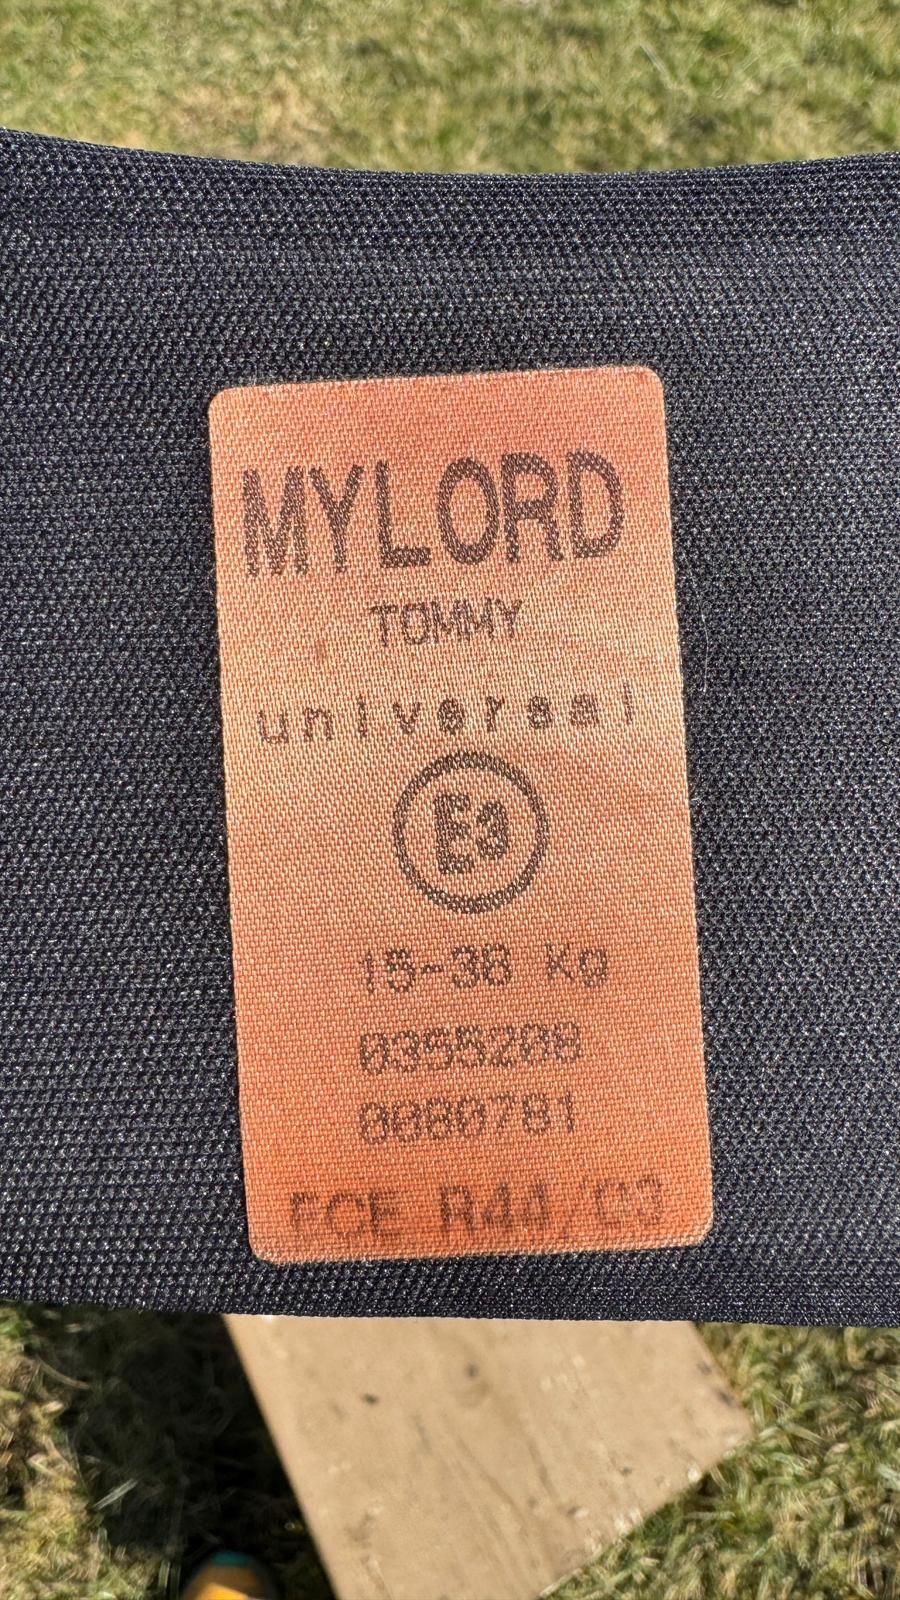 MYLORD
TOMMY
universal
E3
15-36 Kg
0355208
0080781
ECE R44/03